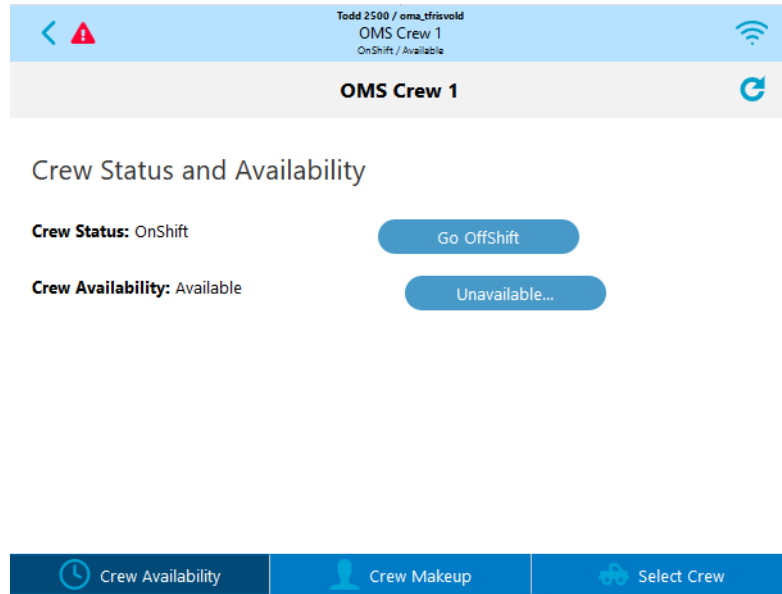 Todd 2500 / oma_tfrisvold
OMS Crew 1
OnShift / Available
OMS Crew 1
Crew Status and Availability
Crew Status: OnShift
Go OffShift
Crew Availability: Available
Unavailable...
Crew Availability
Crew Makeup
Select Crew